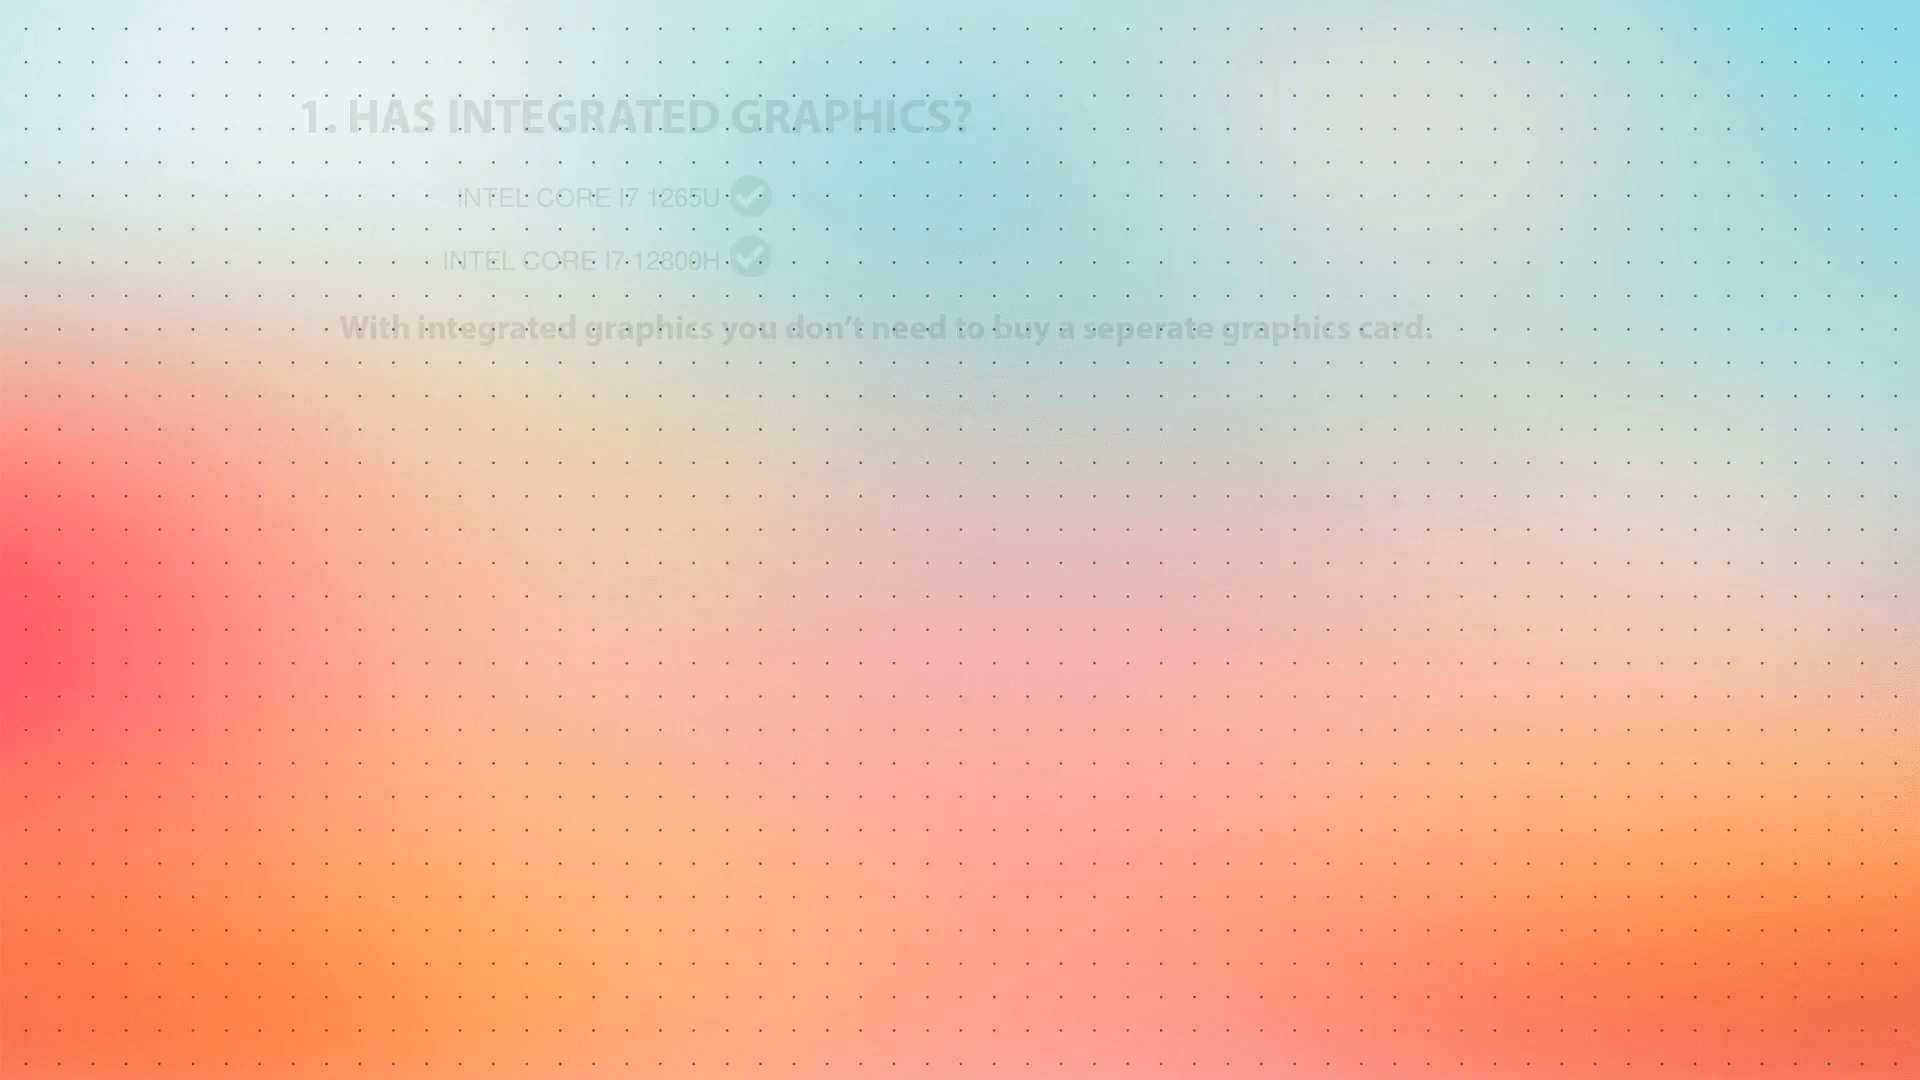 1. HAS INTEGRATED GRAPHICS?
INTEL CORE I7 1265U
INTEL CORE I7 12800H
With integrated graphics you don’t need to buy a seperate graphics card.